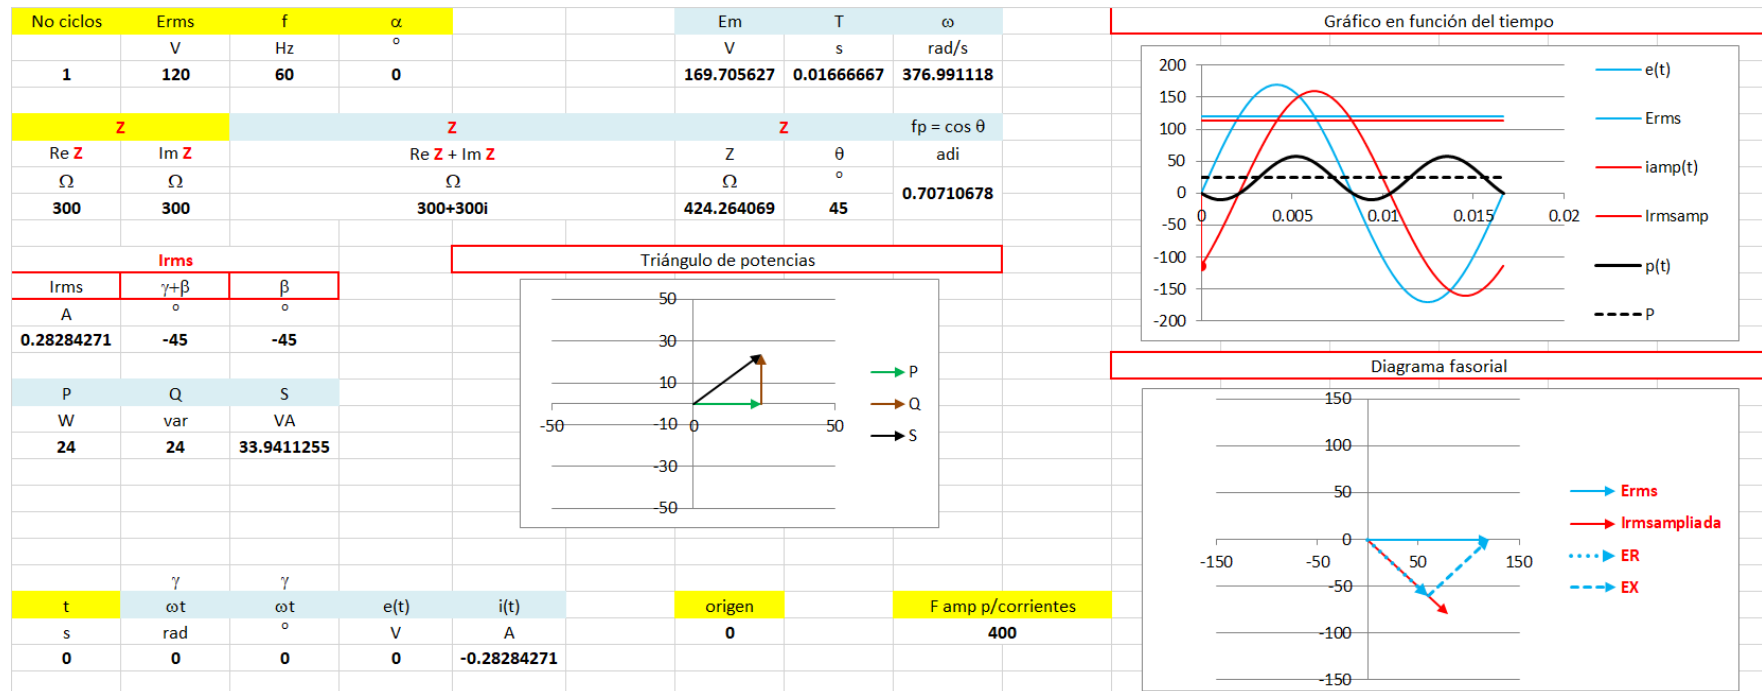 No ciclos Erms f α Em T ω Gráfico en función del tiempo
V Hz ° V s rad/s
1 120 60 0 169.705627 0.01666667 376.991118
200
150
100
50
0
-50
-100
-150
-200
0 0.005 0.01 0.015 0.02
e(t)
Erms
iamp(t)
Irmsamp
p(t)
P
Z Z Z fp = cos θ
Re Z Im Z Re Z + Im Z Z θ adi
Ω Ω Ω Ω ° 0.70710678
300 300 300+300i 424.264069 45
Irms Triángulo de potencias
Irms γ+β β
A ° °
0.28284271 -45 -45
50
30
10
-10
-30
-50
-50 0 50
P
Q
S
P Q S
W var VA
24 24 33.9411255
Diagrama fasorial
150
100
50
0
-50
-100
-150
-150 -50 50 150
Erms
Irmsampliada
ER
EX
γ γ
t ωt ωt e(t) i(t) origen F amp p/corrientes
s rad ° V A 0 400
0 0 0 0 -0.28284271